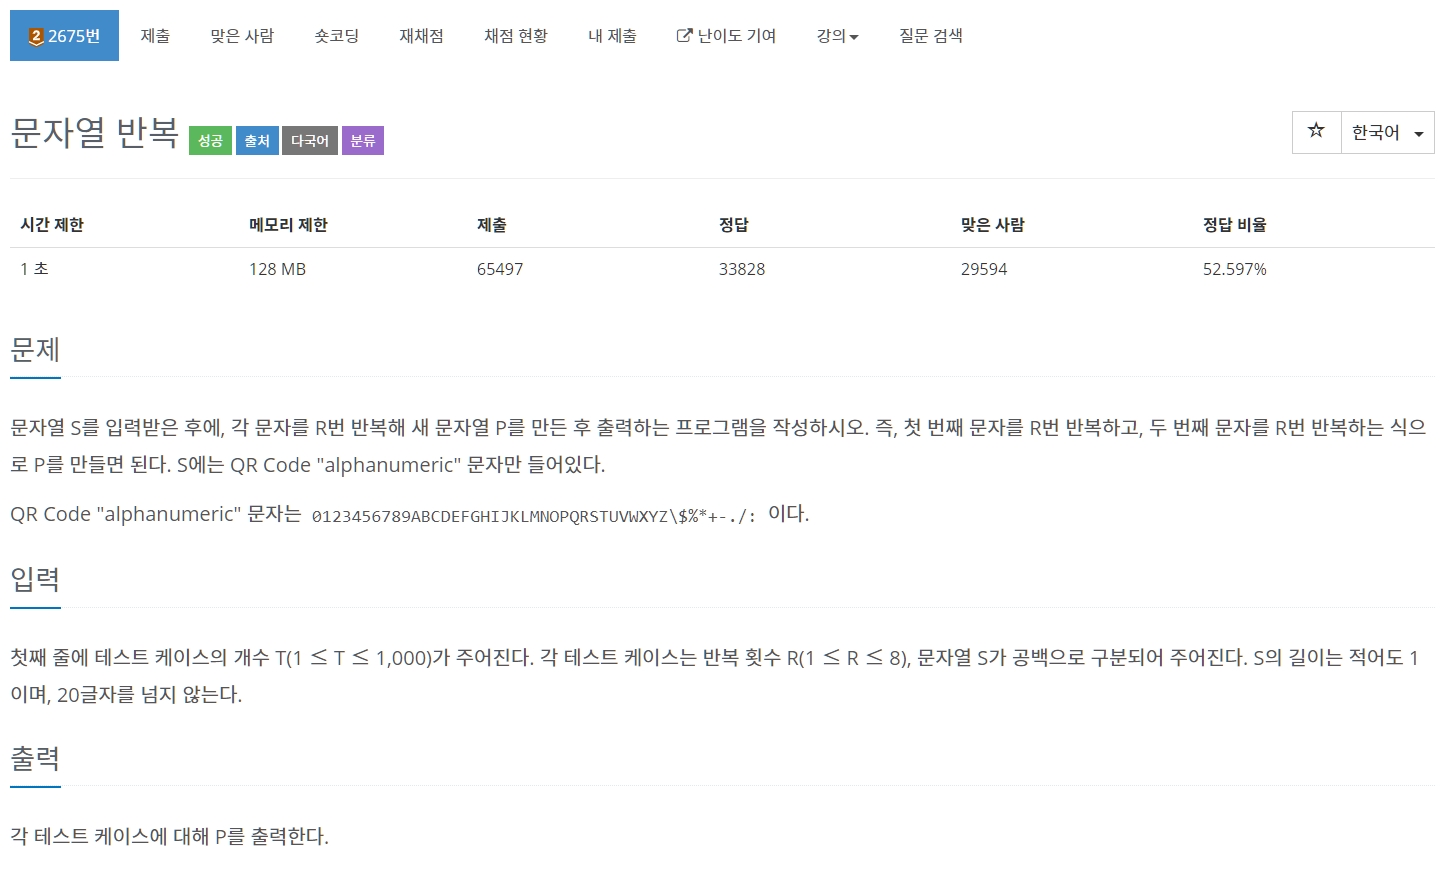 2 2675번 제출 맞은 사람 숏코딩 재채점 채점 현황 내 제출 난이도 기여 강의 질문 검색
문자열 반복 성공 출처 다국어 분류 한국어
시간 제한 메모리 제한 제출 정답 맞은 사람 정답 비율
1 초 128 MB 65497 33828 29594 52.597%
문제
문자열 S를 입력받은 후에, 각 문자를 R번 반복해 새 문자열 P를 만든 후 출력하는 프로그램을 작성하시오. 즉, 첫 번째 문자를 R번 반복하고, 두 번째 문자를 R번 반복하는 식으
로 P를 만들면 된다. S에는 QR Code "alphanumeric" 문자만 들어있다.
QR Code "alphanumeric" 문자는 0123456789ABCDEFGHIJKLMNOPQRSTUVWXYZ\$%*+-./: 이다.
입력
첫째 줄에 테스트 케이스의 개수 T(1 ≤ T ≤ 1,000)가 주어진다. 각 테스트 케이스는 반복 횟수 R(1 ≤ R ≤ 8), 문자열 S가 공백으로 구분되어 주어진다. S의 길이는 적어도 1
이며, 20글자를 넘지 않는다.
출력
각 테스트 케이스에 대해 P를 출력한다.